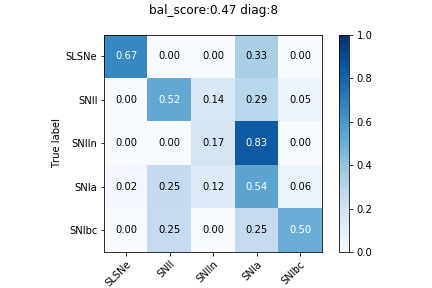 bal_score:0.47 diag:8
SLSNe 0.67 0.00 0.00 0.33 0.00
SNII 0.00 0.52 0.14 0.29 0.05
SNIIn 0.00 0.00 0.17 0.83 0.00
SNIa 0.02 0.25 0.12 0.54 0.06
SNIbc 0.00 0.25 0.00 0.25 0.50
SLSNe SNII SNIIn SNIa SNIbc
True label
1.0
0.8
0.6
0.4
0.2
0.0